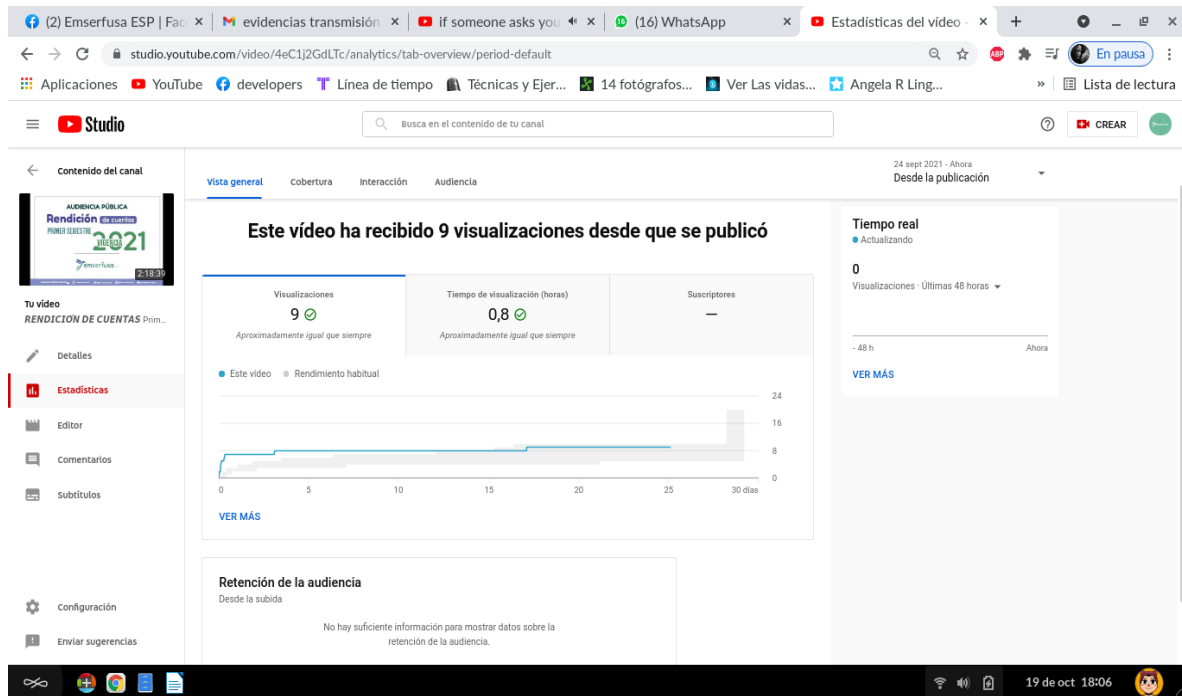 (2) Emserfusa ESP | Fac
evidencias transmisión
if someone asks you
(16) WhatsApp
Estadísticas del vídeo -
studio.youtube.com/video/4eC1j2GdLTc/analytics/tab-overview/period-default
ABP
En pausa
Aplicaciones
YouTube
developers
Línea de tiempo
Técnicas y Ejer...
14 fotógrafos...
Ver Las vidas...
Angela R Ling...
»
Lista de lectura
Studio
Busca en el contenido de tu canal
CREAR
Contenido del canal
AUDIENCIA PÚBLICA
Rendición de cuentas
PRIMER SEMESTRE
VIGENCIA
2021
emserfusa
2:18:39
Tu vídeo
RENDICIÓN DE CUENTAS Prim...
Detalles
Estadísticas
Editor
Comentarios
Subtítulos
Configuración
Enviar sugerencias
Vista general
Cobertura
Interacción
Audiencia
24 sept 2021 - Ahora
Desde la publicación
Este vídeo ha recibido 9 visualizaciones desde que se publicó
Visualizaciones
9
Aproximadamente igual que siempre
Tiempo de visualización (horas)
0,8
Aproximadamente igual que siempre
Suscriptores
—
Este vídeo
Rendimiento habitual
24
16
8
0
0
5
10
15
20
25
30 días
VER MÁS
Retención de la audiencia
Desde la subida
No hay suficiente información para mostrar datos sobre la
retención de la audiencia.
Tiempo real
Actualizando
0
Visualizaciones · Últimas 48 horas
- 48 h
Ahora
VER MÁS
19 de oct 18:06